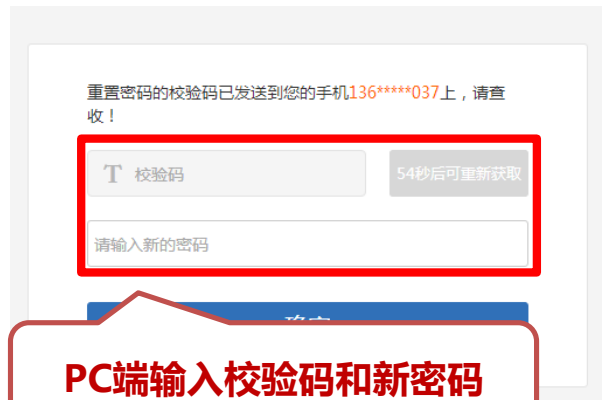 重置密码的校验码已发送到您的手机136*****037上，请查
收！
T 校验码
54秒后可重新获取
请输入新的密码
PC端输入校验码和新密码